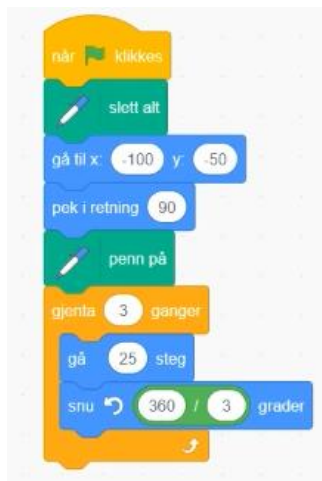 når klikkes
slett alt
gå til x: -100 y: -50
pek i retning 90
penn på
gjenta 3 ganger
gå 25 steg
snu 360 / 3 grader